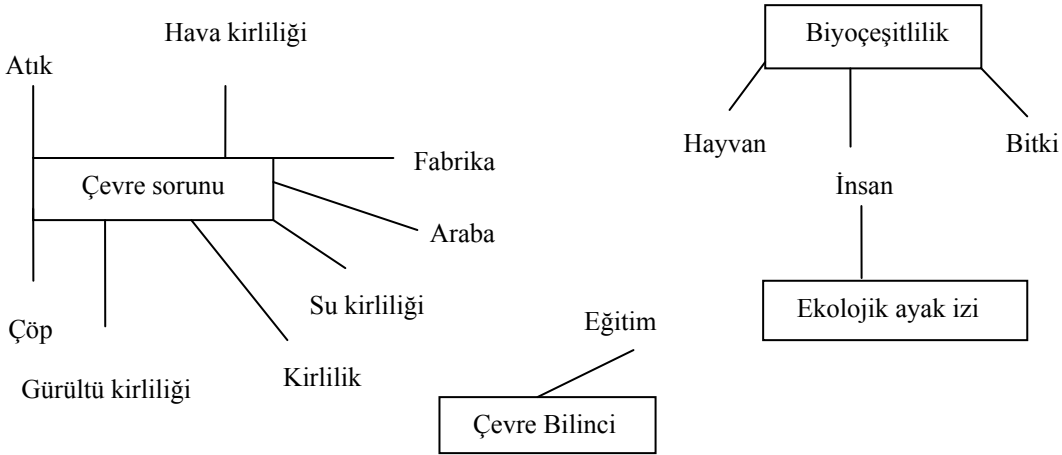 Hava kirliliği
Biyoçeşitlilik
Atık
Hayvan
Bitki
Fabrika
Çevre sorunu
İnsan
Araba
Su kirliliği
Ekolojik ayak izi
Çöp
Eğitim
Gürültü kirliliği
Kirlilik
Çevre Bilinci